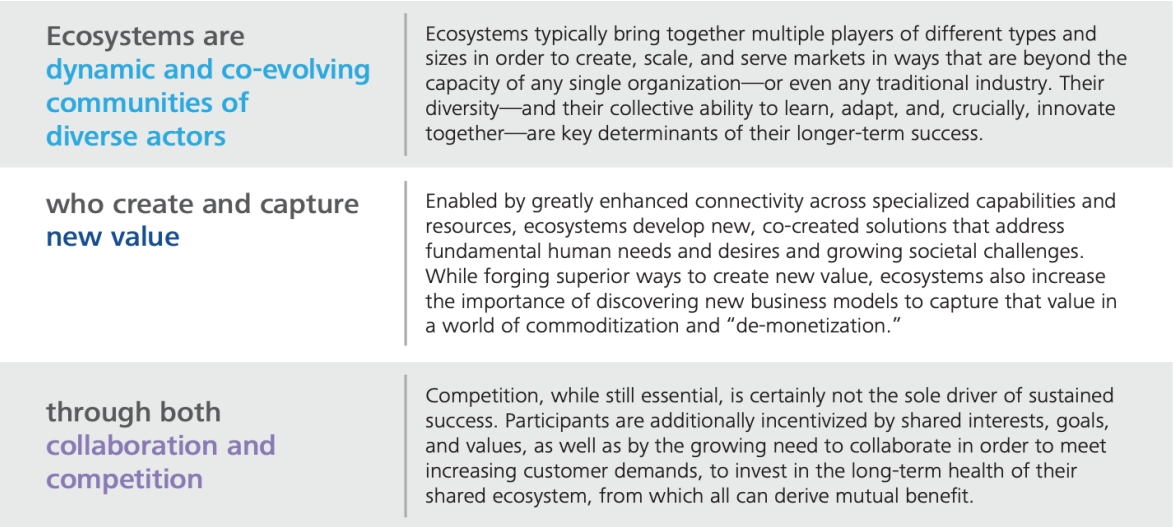 Ecosystems are
dynamic and co-evolving
communities of
diverse actors
Ecosystems typically bring together multiple players of different types and
sizes in order to create, scale, and serve markets in ways that are beyond the
capacity of any single organization—or even any traditional industry. Their
diversity—and their collective ability to learn, adapt, and, crucially, innovate
together—are key determinants of their longer-term success.
who create and capture
new value
Enabled by greatly enhanced connectivity across specialized capabilities and
resources, ecosystems develop new, co-created solutions that address
fundamental human needs and desires and growing societal challenges.
While forging superior ways to create new value, ecosystems also increase
the importance of discovering new business models to capture that value in
a world of commoditization and “de-monetization.”
through both
collaboration and
competition
Competition, while still essential, is certainly not the sole driver of sustained
success. Participants are additionally incentivized by shared interests, goals,
and values, as well as by the growing need to collaborate in order to meet
increasing customer demands, to invest in the long-term health of their
shared ecosystem, from which all can derive mutual benefit.